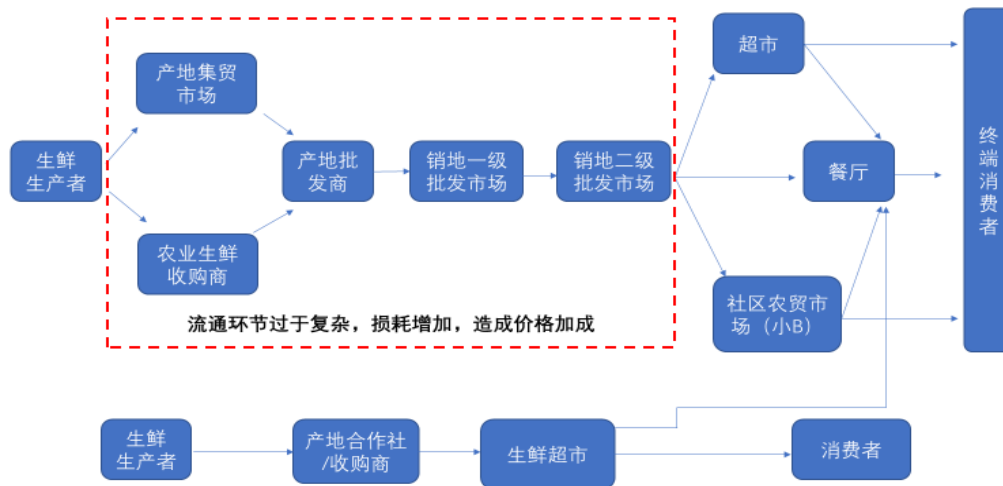 产地集贸
市场
超市
生鲜
生产者
产地批
发商
销地一级
批发市场
销地二级
批发市场
餐厅
终
端
消
费
者
农业生鲜
收购商
社区农贸市
场（小B）
流通环节过于复杂，损耗增加，造成价格加成
生鲜
生产者
产地合作社
/收购商
生鲜超市
消费者